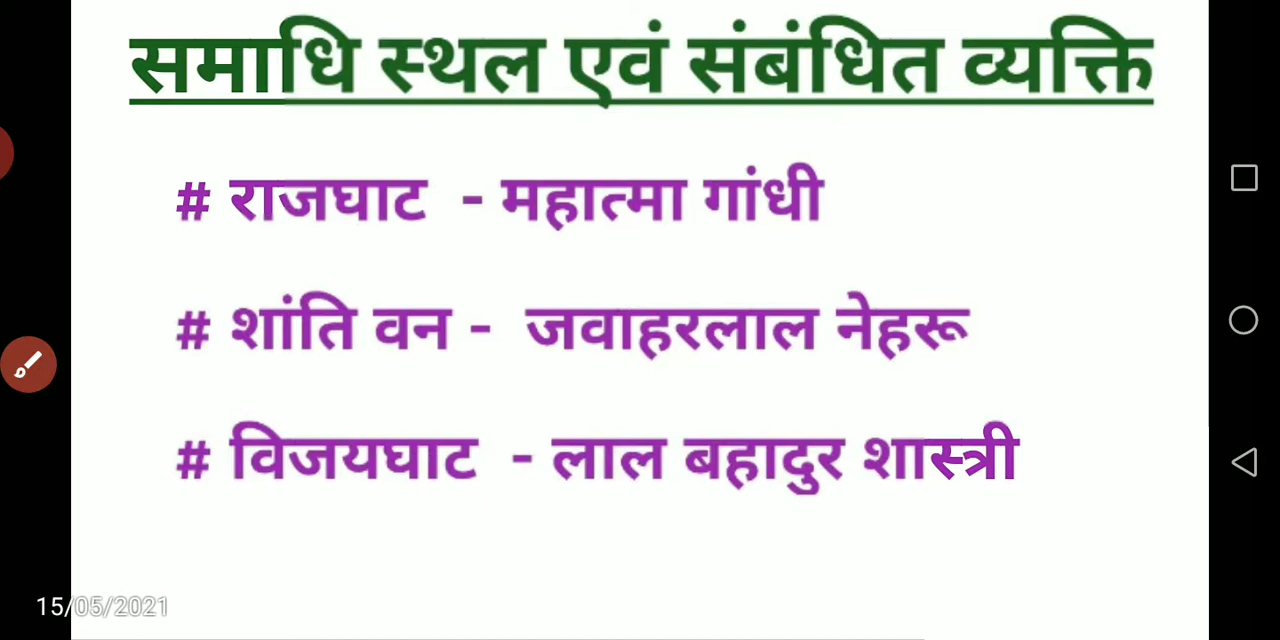 समाधि स्थल एवं संबंधित व्यक्ति
# राजघाट - महात्मा गांधी
# शांति वन - जवाहरलाल नेहरू
# विजयघाट - लाल बहादुर शास्त्री
15/05/2021